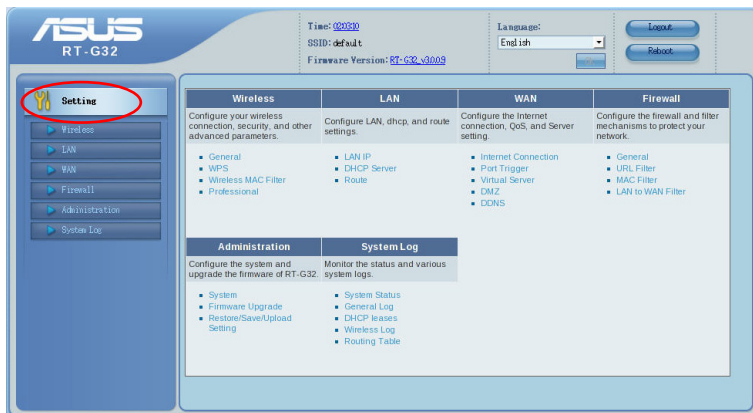 ASUS
RT-G32
Time: 02:03:10
SSID: default
Firmware Version: RT-G32_v3.0.0.9
Language:
English
Logout
Reboot
Setting
Wireless
LAN
WAN
Firewall
Administration
System Log
Wireless
Configure your wireless
connection, security, and other
advanced parameters.
General
WPS
Wireless MAC Filter
Professional
LAN
Configure LAN, dhcp, and route
settings.
LAN IP
DHCP Server
Route
WAN
Configure the Internet
connection, QoS, and Server
setting.
Internet Connection
Port Trigger
Virtual Server
DMZ
DDNS
Firewall
Configure the firewall and filter
mechanisms to protect your
network.
General
URL Filter
MAC Filter
LAN to WAN Filter
Administration
Configure the system and
upgrade the firmware of RT-G32.
System
Firmware Upgrade
Restore/Save/Upload
Setting
System Log
Monitor the status and various
system logs.
System Status
General Log
DHCP leases
Wireless Log
Routing Table